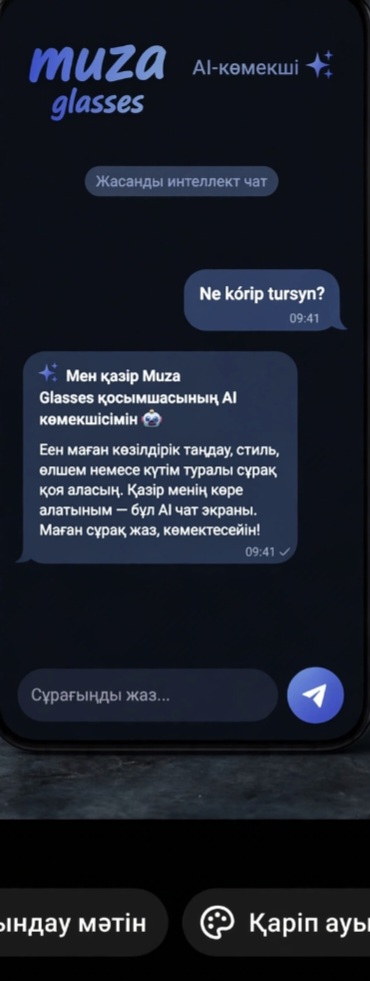 muza
glasses
AI-көмекші
Жасанды интеллект чат
Ne kórip tursyn?
09:41
Мен қазір Muza
Glasses қосымшасының AI
көмекшісімін
Еен маған көзілдірік таңдау, стиль,
өлшем немесе күтім туралы сұрақ
қоя аласың. Қазір менің көре
алатыным — бұл AI чат экраны.
Маған сұрақ жаз, көмектесейін!
09:41
Сұрағыңды жаз...
ындау мәтін
Қаріп ауы